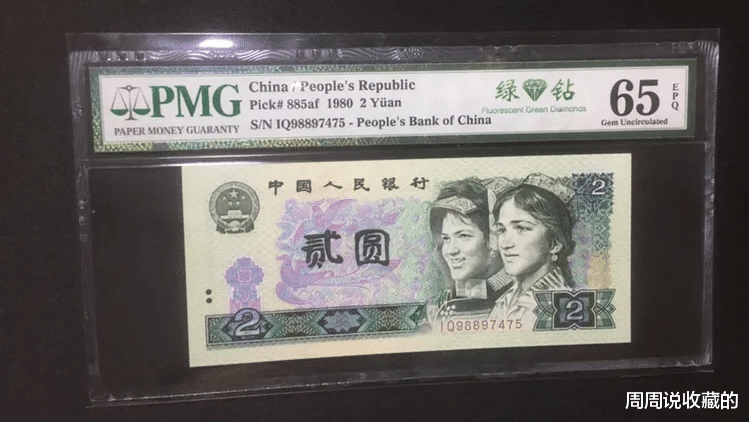 PMG
PAPER MONEY GUARANTY
China / People's Republic
Pick# 885af 1980 2 Yüan
S/N IQ98897475 - People's Bank of China
绿 钻
Fluorescent Green Diamonds
65 EPQ
Gem Uncirculated
中国人民银行
2
贰圆
2
2
IQ98897475
周周说收藏的